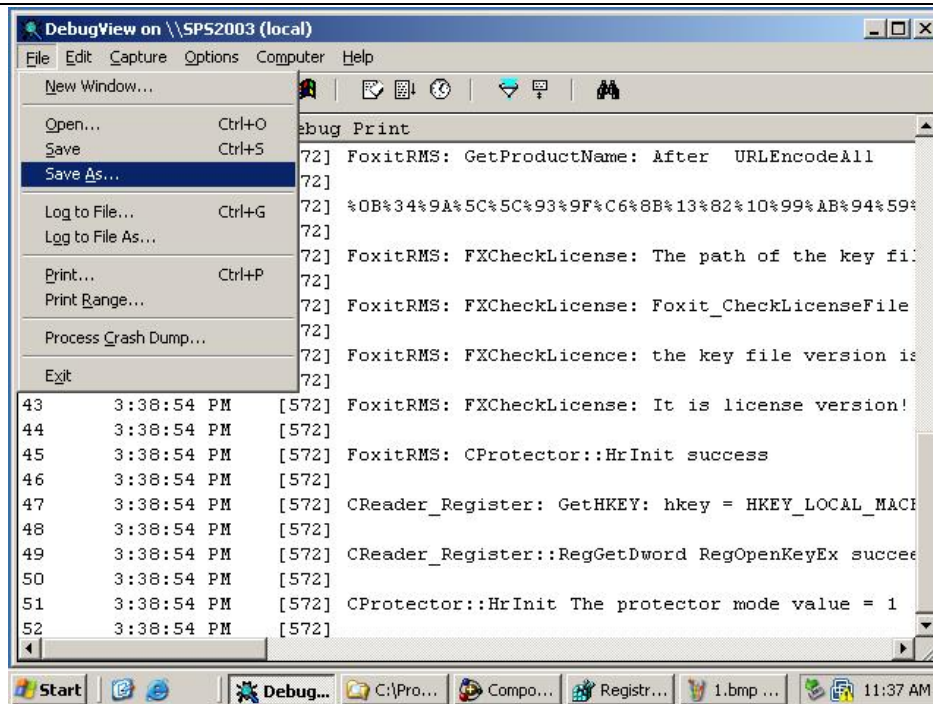 DebugView on \\SPS2003 (local)
File Edit Capture Options Computer Help
New Window...
Open... Ctrl+O
Save Ctrl+S
Save As...
Log to File... Ctrl+G
Log to File As...
Print... Ctrl+P
Print Range...
Process Crash Dump...
Exit
ebug Print
72] FoxitRMS: GetProductName: After URLEncodeAll
72]
72] %0B%34%9A%5C%5C%93%9F%C6%8B%13%82%10%99%AB%94%59%
72]
72] FoxitRMS: FXCheckLicense: The path of the key fil
72]
72] FoxitRMS: FXCheckLicense: Foxit_CheckLicenseFile
72]
72] FoxitRMS: FXCheckLicence: the key file version is
72]
43 3:38:54 PM [572] FoxitRMS: FXCheckLicense: It is license version!
44 3:38:54 PM [572]
45 3:38:54 PM [572] FoxitRMS: CProtector::HrInit success
46 3:38:54 PM [572]
47 3:38:54 PM [572] CReader_Register: GetHKEY: hkey = HKEY_LOCAL_MACH
48 3:38:54 PM [572]
49 3:38:54 PM [572] CReader_Register::RegGetDword RegOpenKeyEx succee
50 3:38:54 PM [572]
51 3:38:54 PM [572] CProtector::HrInit The protector mode value = 1
52 3:38:54 PM [572]
Start Debug... C:\Pro... Compo... Registr... 1.bmp ... 11:37 AM